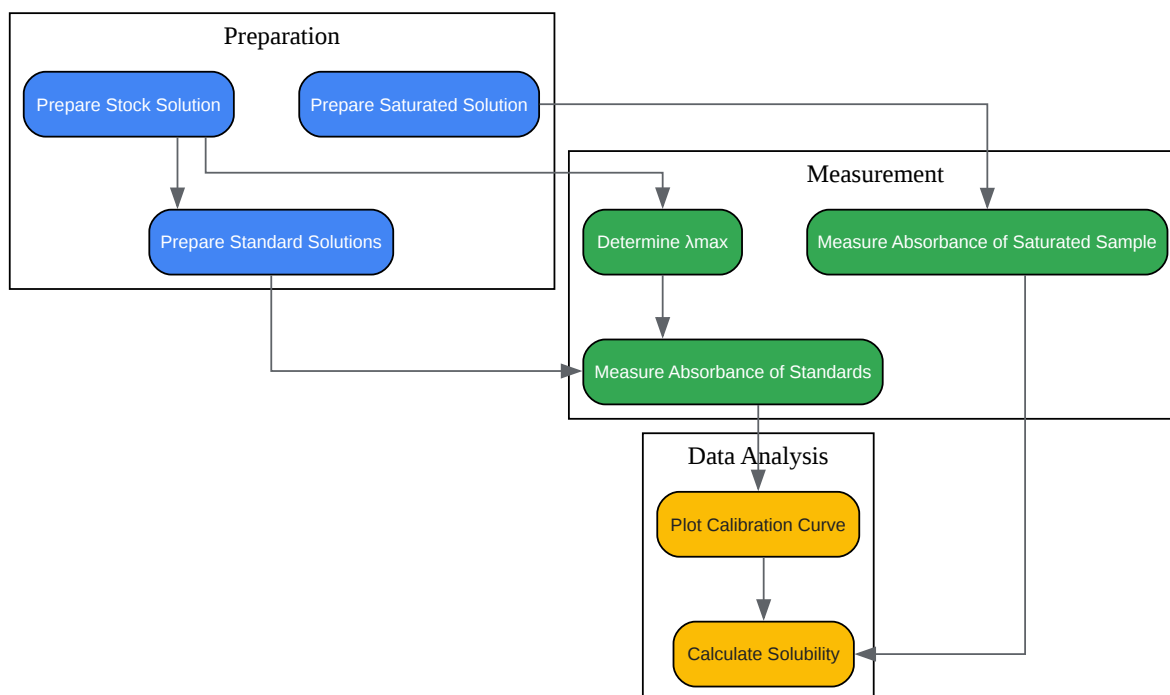 Preparation
Prepare Stock Solution
Prepare Saturated Solution
Prepare Standard Solutions
Measurement
Determine λmax
Measure Absorbance of Saturated Sample
Measure Absorbance of Standards
Data Analysis
Plot Calibration Curve
Calculate Solubility